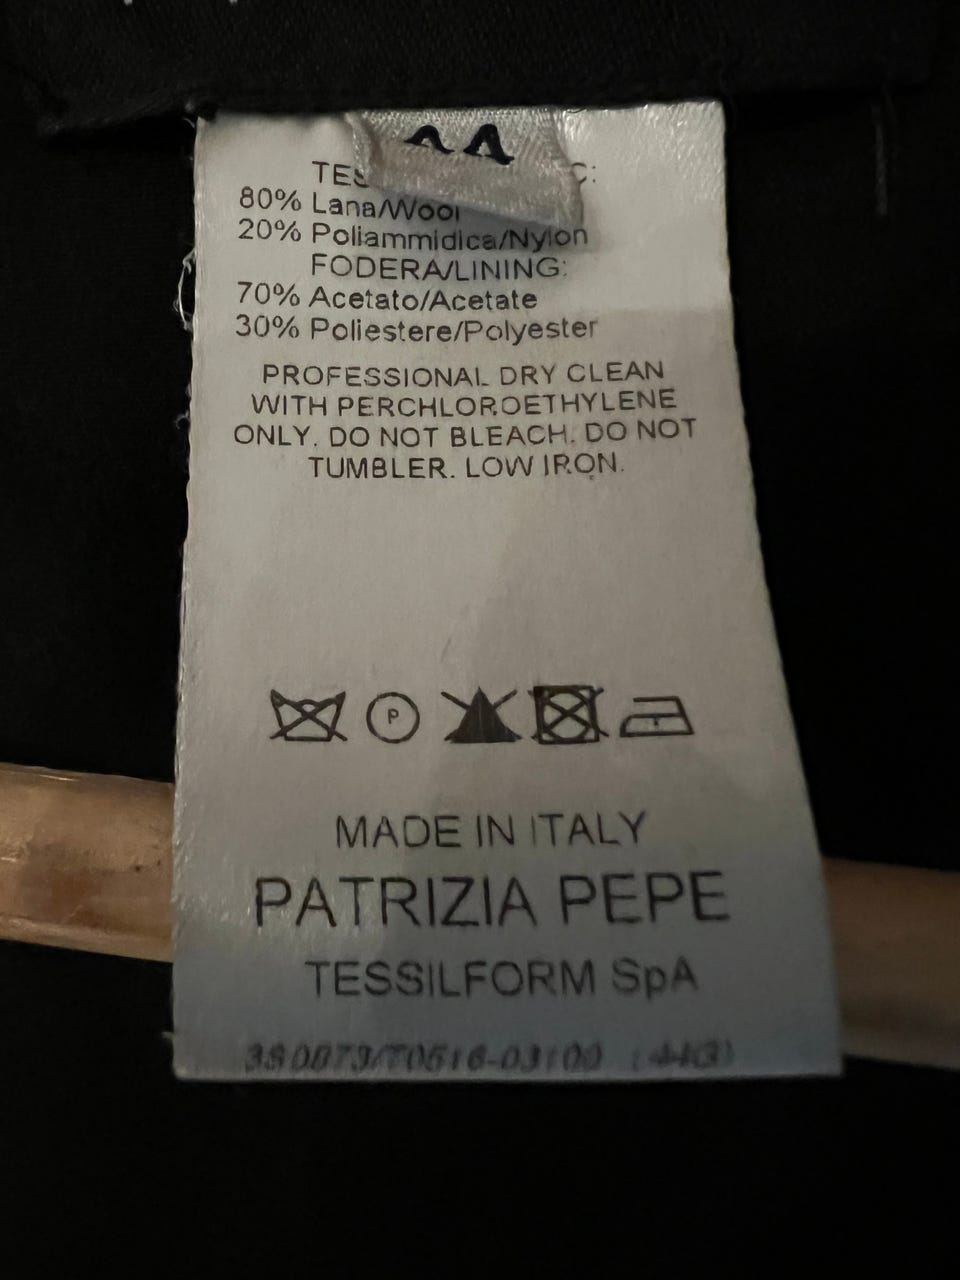 44
TES C:
80% Lana/Wool
20% Poliammidica/Nylon
FODERA/LINING:
70% Acetato/Acetate
30% Poliestere/Polyester
PROFESSIONAL DRY CLEAN
WITH PERCHLOROETHYLENE
ONLY. DO NOT BLEACH. DO NOT
TUMBLER. LOW IRON.
P
MADE IN ITALY
PATRIZIA PEPE
TESSILFORM SpA